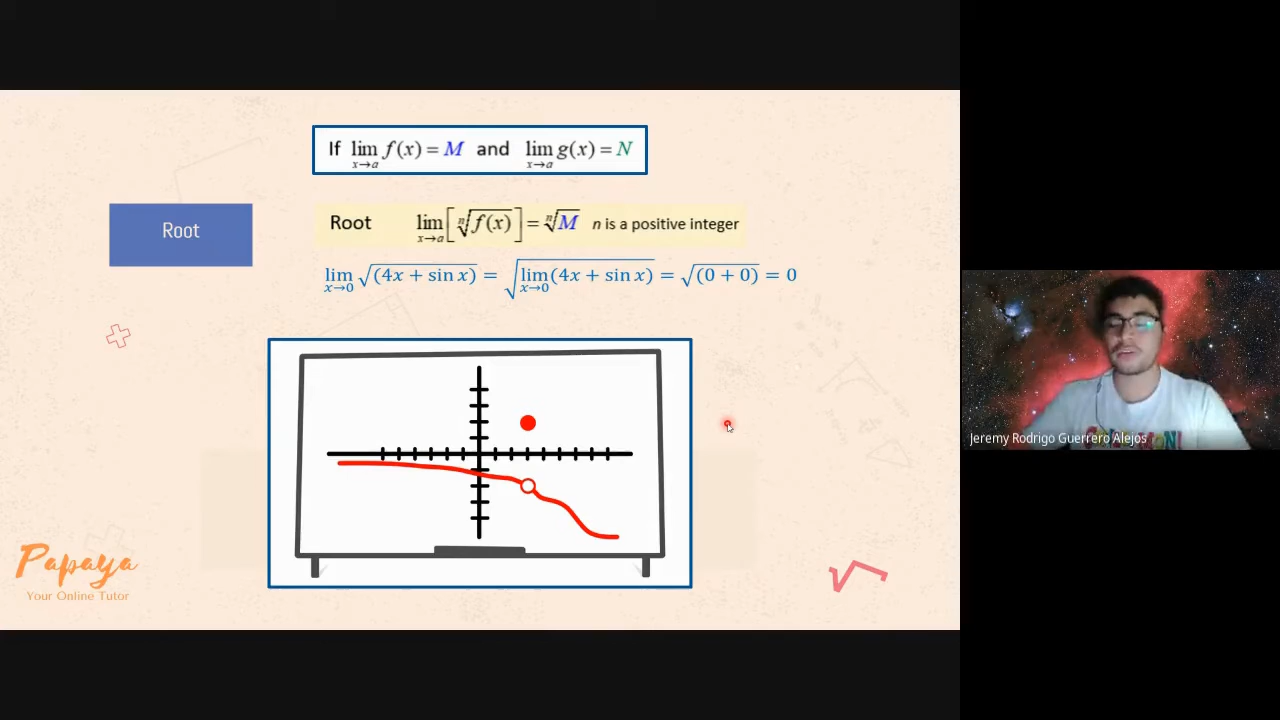 If lim x→a f(x) = M and lim x→a g(x) = N
Root
Root lim x→a [ⁿ√f(x)] = ⁿ√M n is a positive integer
lim x→0 √(4x + sin x) = √lim x→0 (4x + sin x) = √(0 + 0) = 0
Jeremy Rodrigo Guerrero Alejos
Papaya
Your Online Tutor